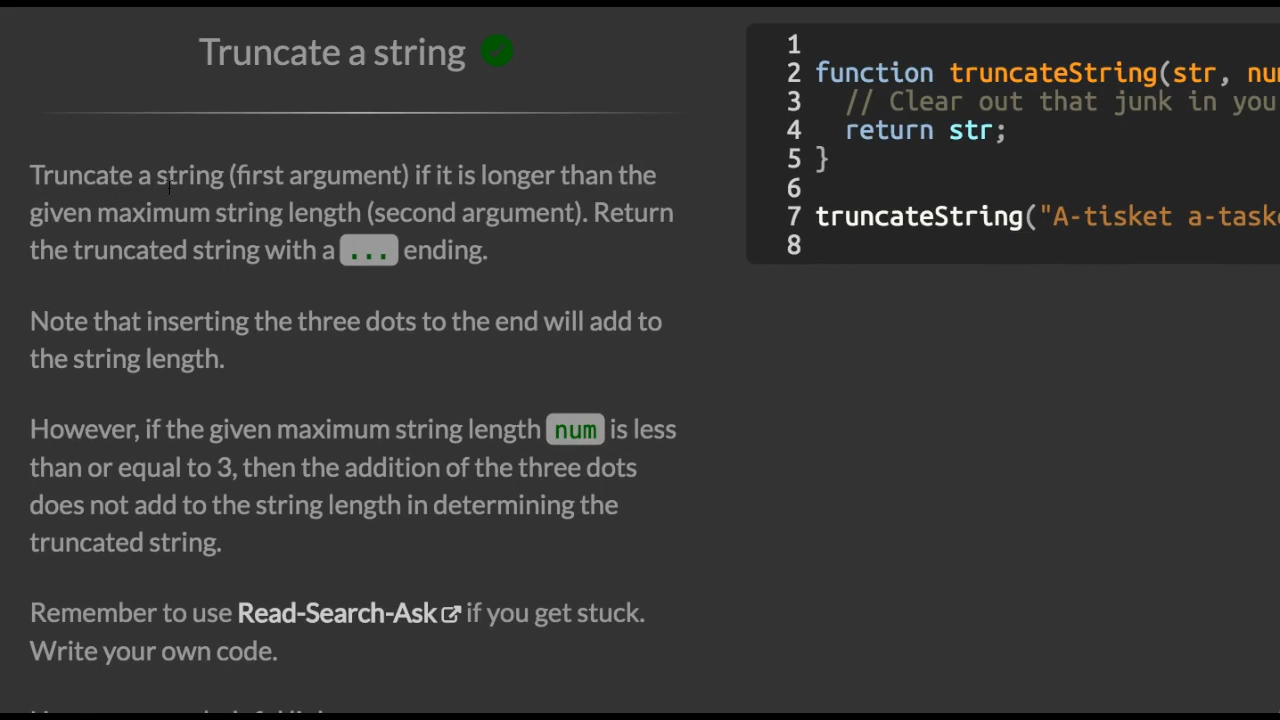 Truncate a string
Truncate a string (first argument) if it is longer than the
given maximum string length (second argument). Return
the truncated string with a ... ending.
Note that inserting the three dots to the end will add to
the string length.
However, if the given maximum string length num is less
than or equal to 3, then the addition of the three dots
does not add to the string length in determining the
truncated string.
Remember to use Read-Search-Ask if you get stuck.
Write your own code.
1
2 function truncateString(str, nu
3 // Clear out that junk in you
4 return str;
5 }
6
7 truncateString("A-tisket a-taske
8